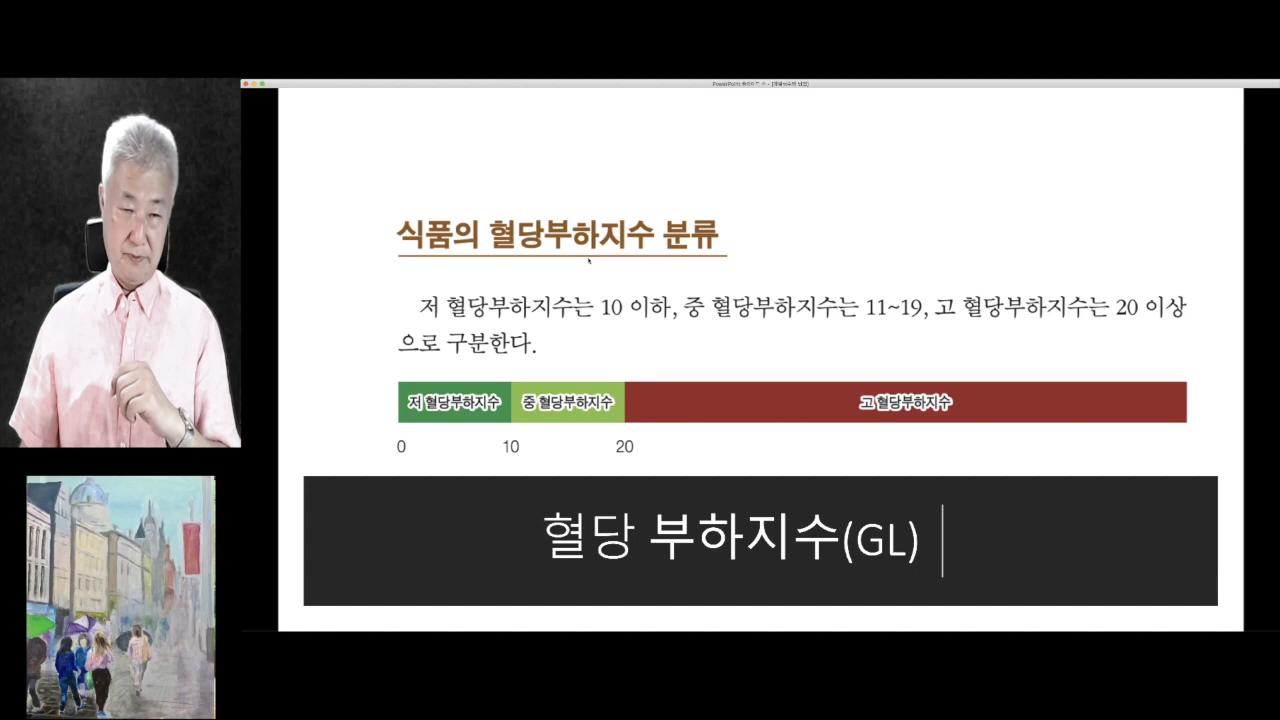 식품의 혈당부하지수 분류
저 혈당부하지수는 10 이하, 중 혈당부하지수는 11~19, 고 혈당부하지수는 20 이상
으로 구분한다.
저 혈당부하지수 중 혈당부하지수 고 혈당부하지수
0 10 20
혈당 부하지수(GL)